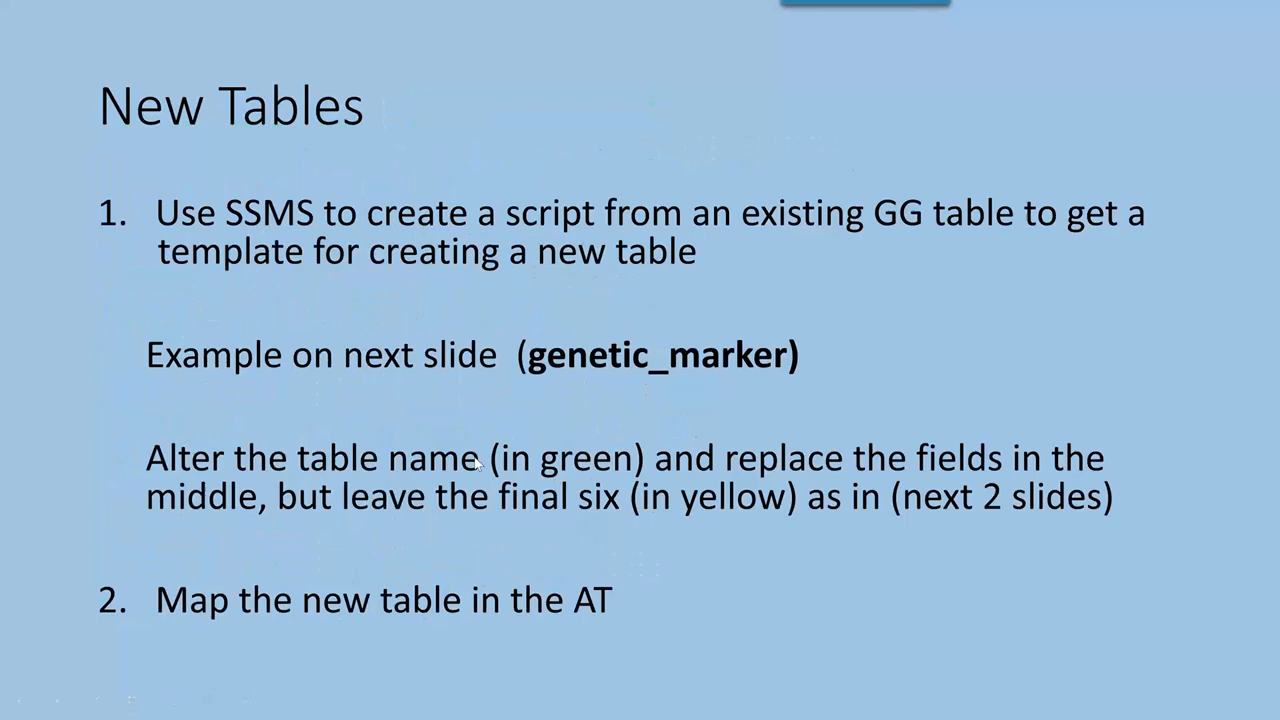 New Tables
1. Use SSMS to create a script from an existing GG table to get a
template for creating a new table
Example on next slide (genetic_marker)
Alter the table name (in green) and replace the fields in the
middle, but leave the final six (in yellow) as in (next 2 slides)
2. Map the new table in the AT